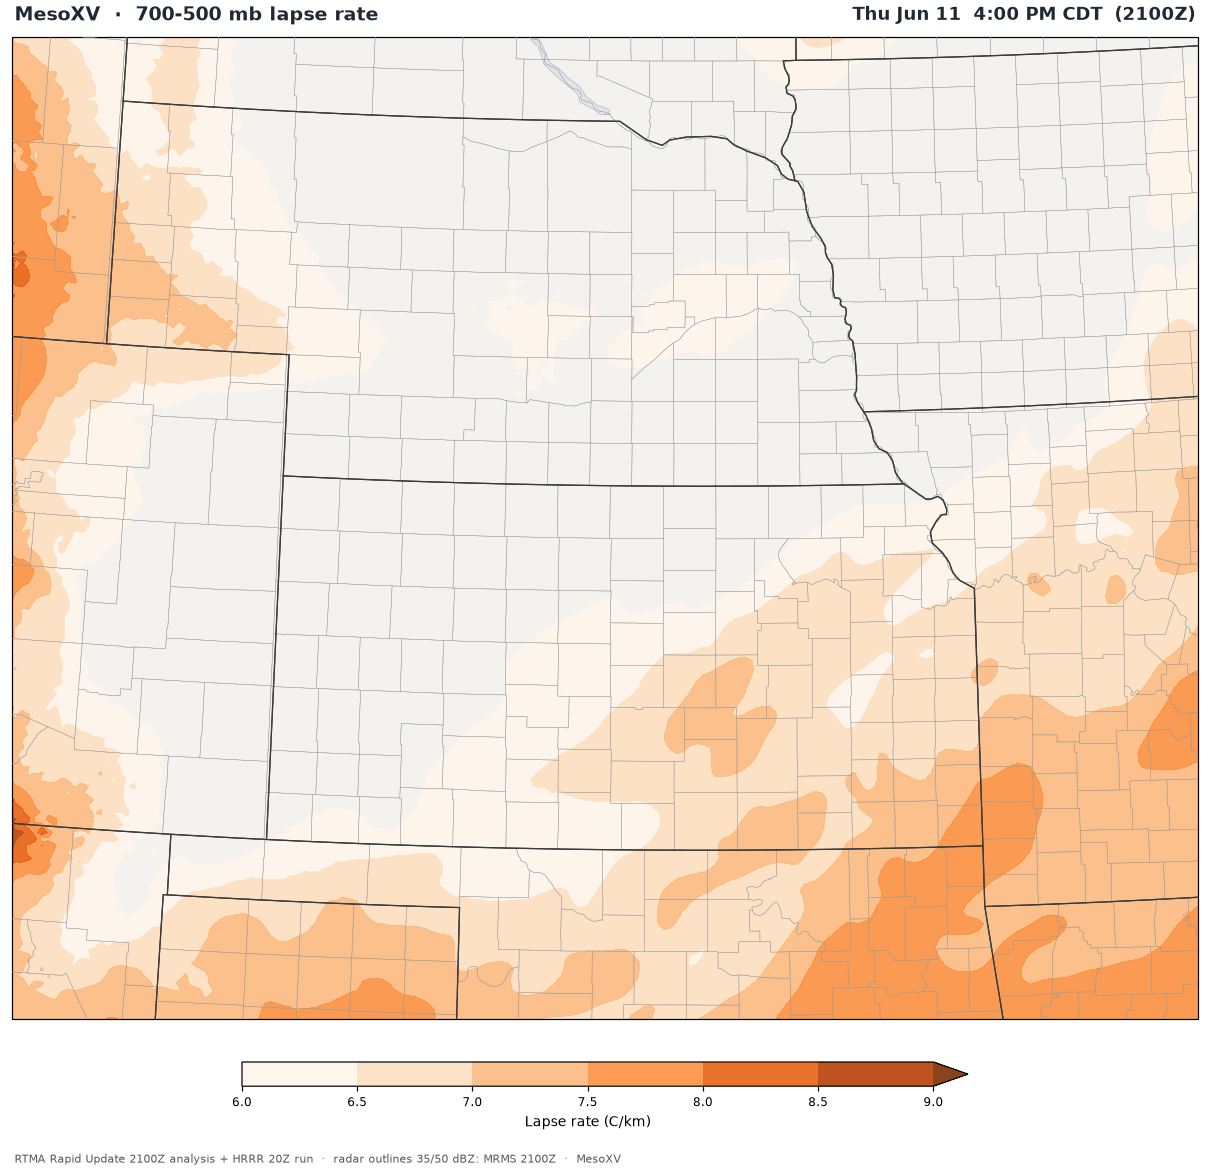 MesoXV · 700-500 mb lapse rate
Thu Jun 11 4:00 PM CDT (2100Z)
6.0 6.5 7.0 7.5 8.0 8.5 9.0
Lapse rate (C/km)
RTMA Rapid Update 2100Z analysis + HRRR 20Z run · radar outlines 35/50 dBZ: MRMS 2100Z · MesoXV